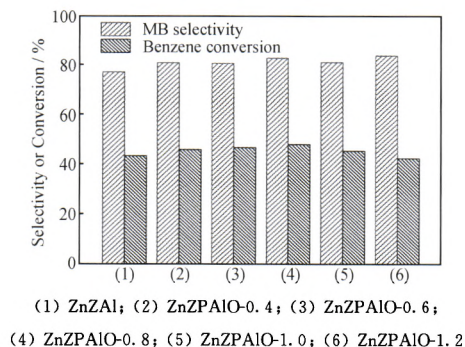 100
80
60
40
20
0
Selectivity or Conversion / %
MB selectivity
Benzene conversion
(1) (2) (3) (4) (5) (6)
(1) ZnZAl; (2) ZnZPAlO-0.4; (3) ZnZPAlO-0.6;
(4) ZnZPAlO-0.8; (5) ZnZPAlO-1.0; (6) ZnZPAlO-1.2